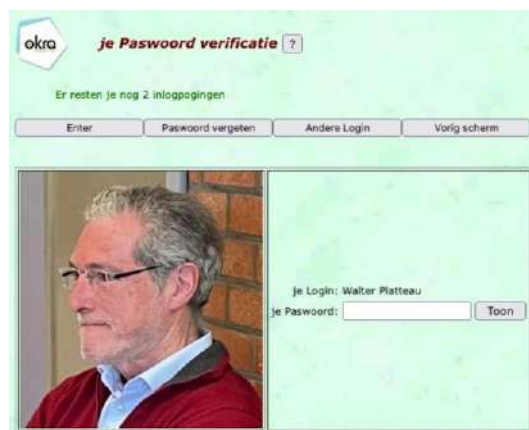 okra
je Paswoord verificatie ?
Er resten je nog 2 inlogpogingen
Enter Paswoord vergeten Andere Login Vorig scherm
je Login: Walter Platteau
je Paswoord: Toon